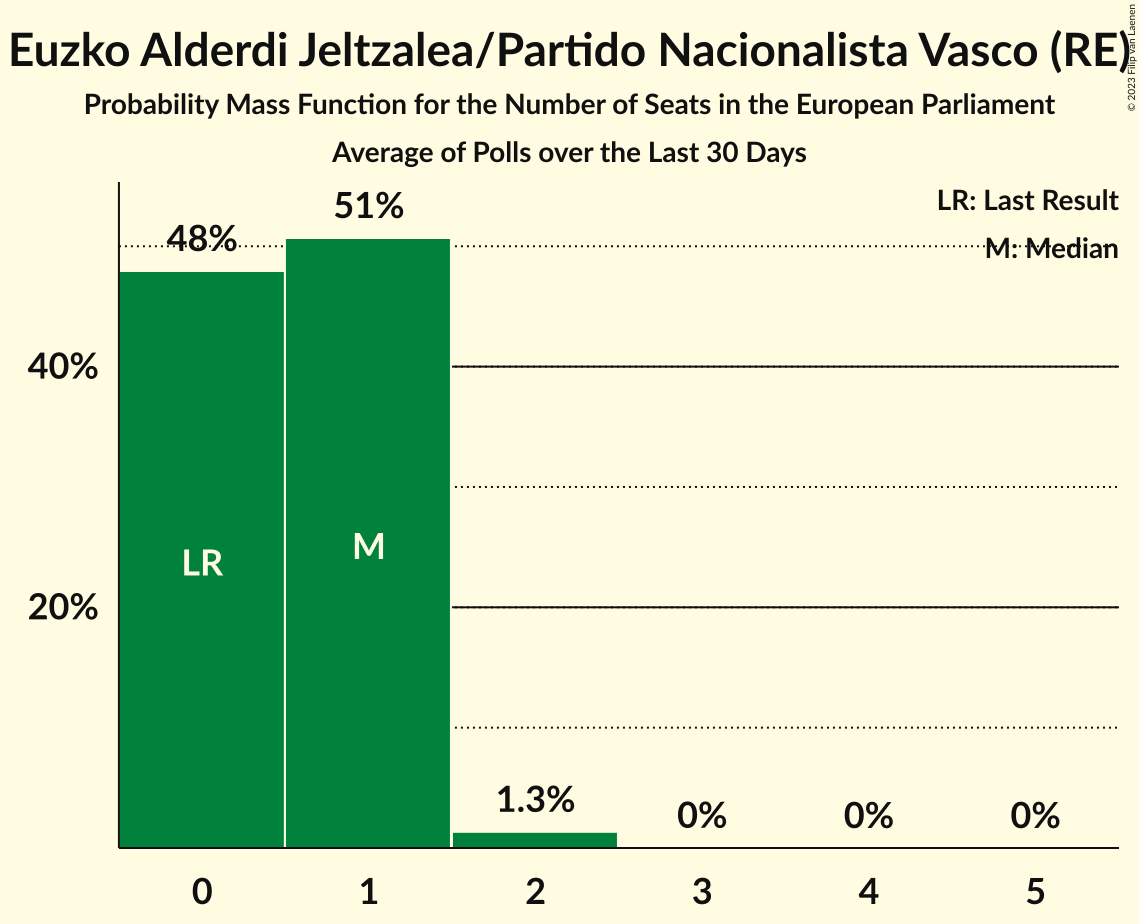 Euzko Alderdi Jeltzalea/Partido Nacionalista Vasco (RE)
© 2023 Filip van Laenen
Probability Mass Function for the Number of Seats in the European Parliament
Average of Polls over the Last 30 Days
LR: Last Result
M: Median
51%
48%
40%
20%
LR
M
1.3%
0%
0%
0%
0
1
2
3
4
5